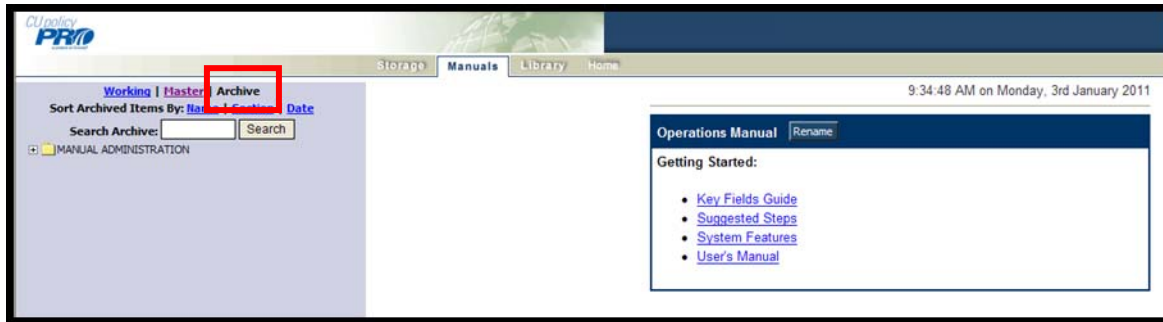 CU policy
PRO
Storage Manuals Library Home
Working | Master | Archive
Sort Archived Items By: Name | Section | Date
Search Archive: Search
MANUAL ADMINISTRATION
9:34:48 AM on Monday, 3rd January 2011
Operations Manual Rename
Getting Started:
Key Fields Guide
Suggested Steps
System Features
User's Manual